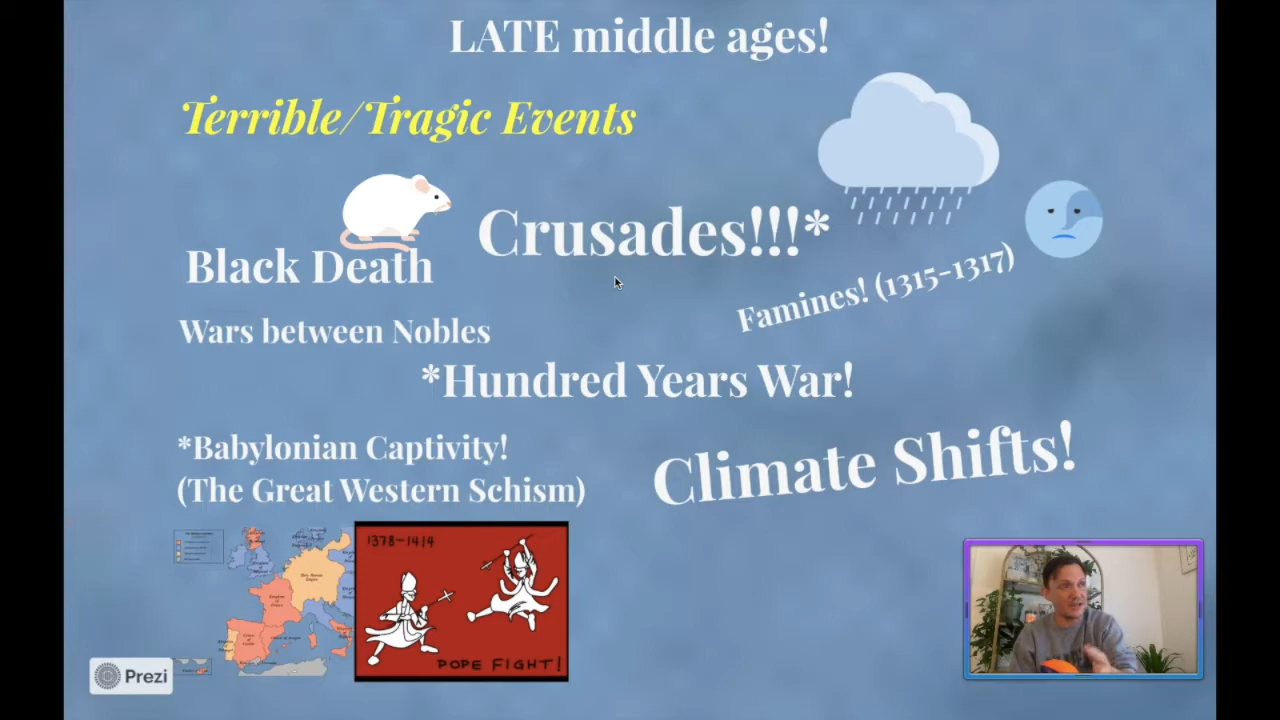 LATE middle ages!
Terrible/Tragic Events
Crusades!!!*
Black Death
Famines! (1315-1317)
Wars between Nobles
*Hundred Years War!
*Babylonian Captivity!
(The Great Western Schism)
Climate Shifts!
1378-1414
POPE FIGHT!
Prezi